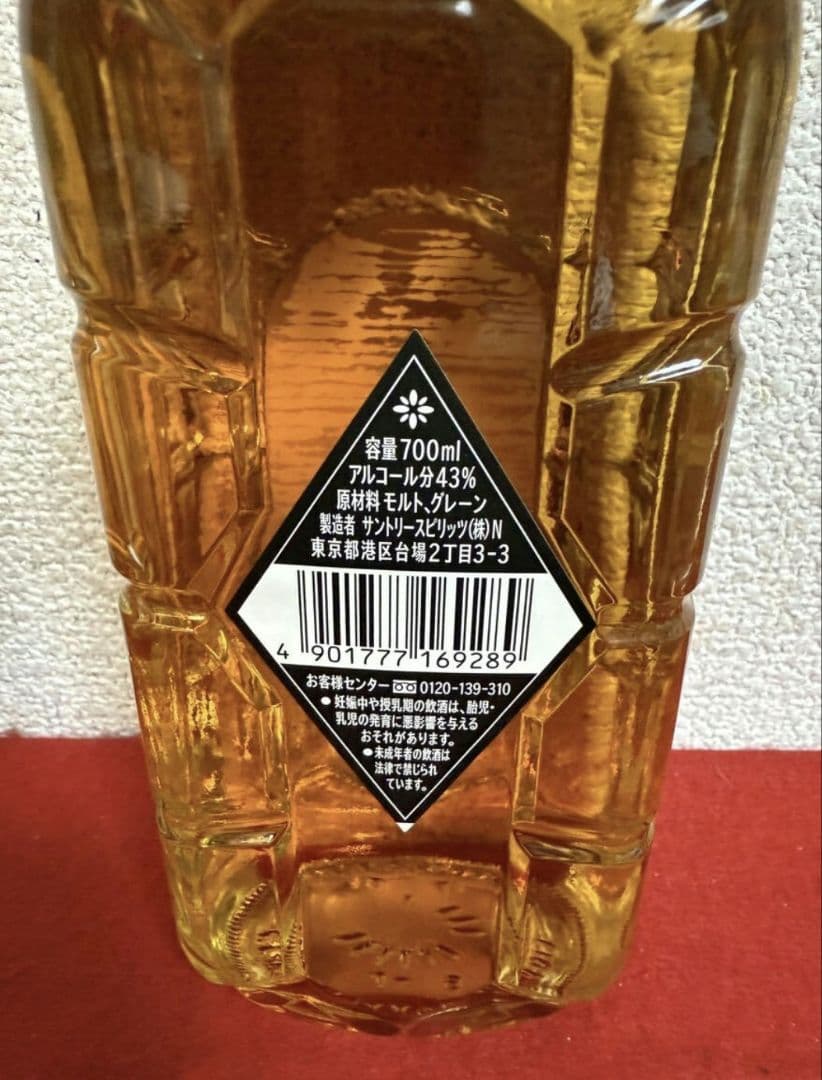 容量700ml
アルコール分43%
原材料 モルト、グレーン
製造者 サントリースピリッツ(株)N
東京都港区台場2丁目3-3
4 901777 169289
お客様センター 0120-139-310
●妊娠中や授乳期の飲酒は、胎児・
乳児の発育に悪影響を与える
おそれがあります。
●未成年者の飲酒は
法律で禁じられ
ています。